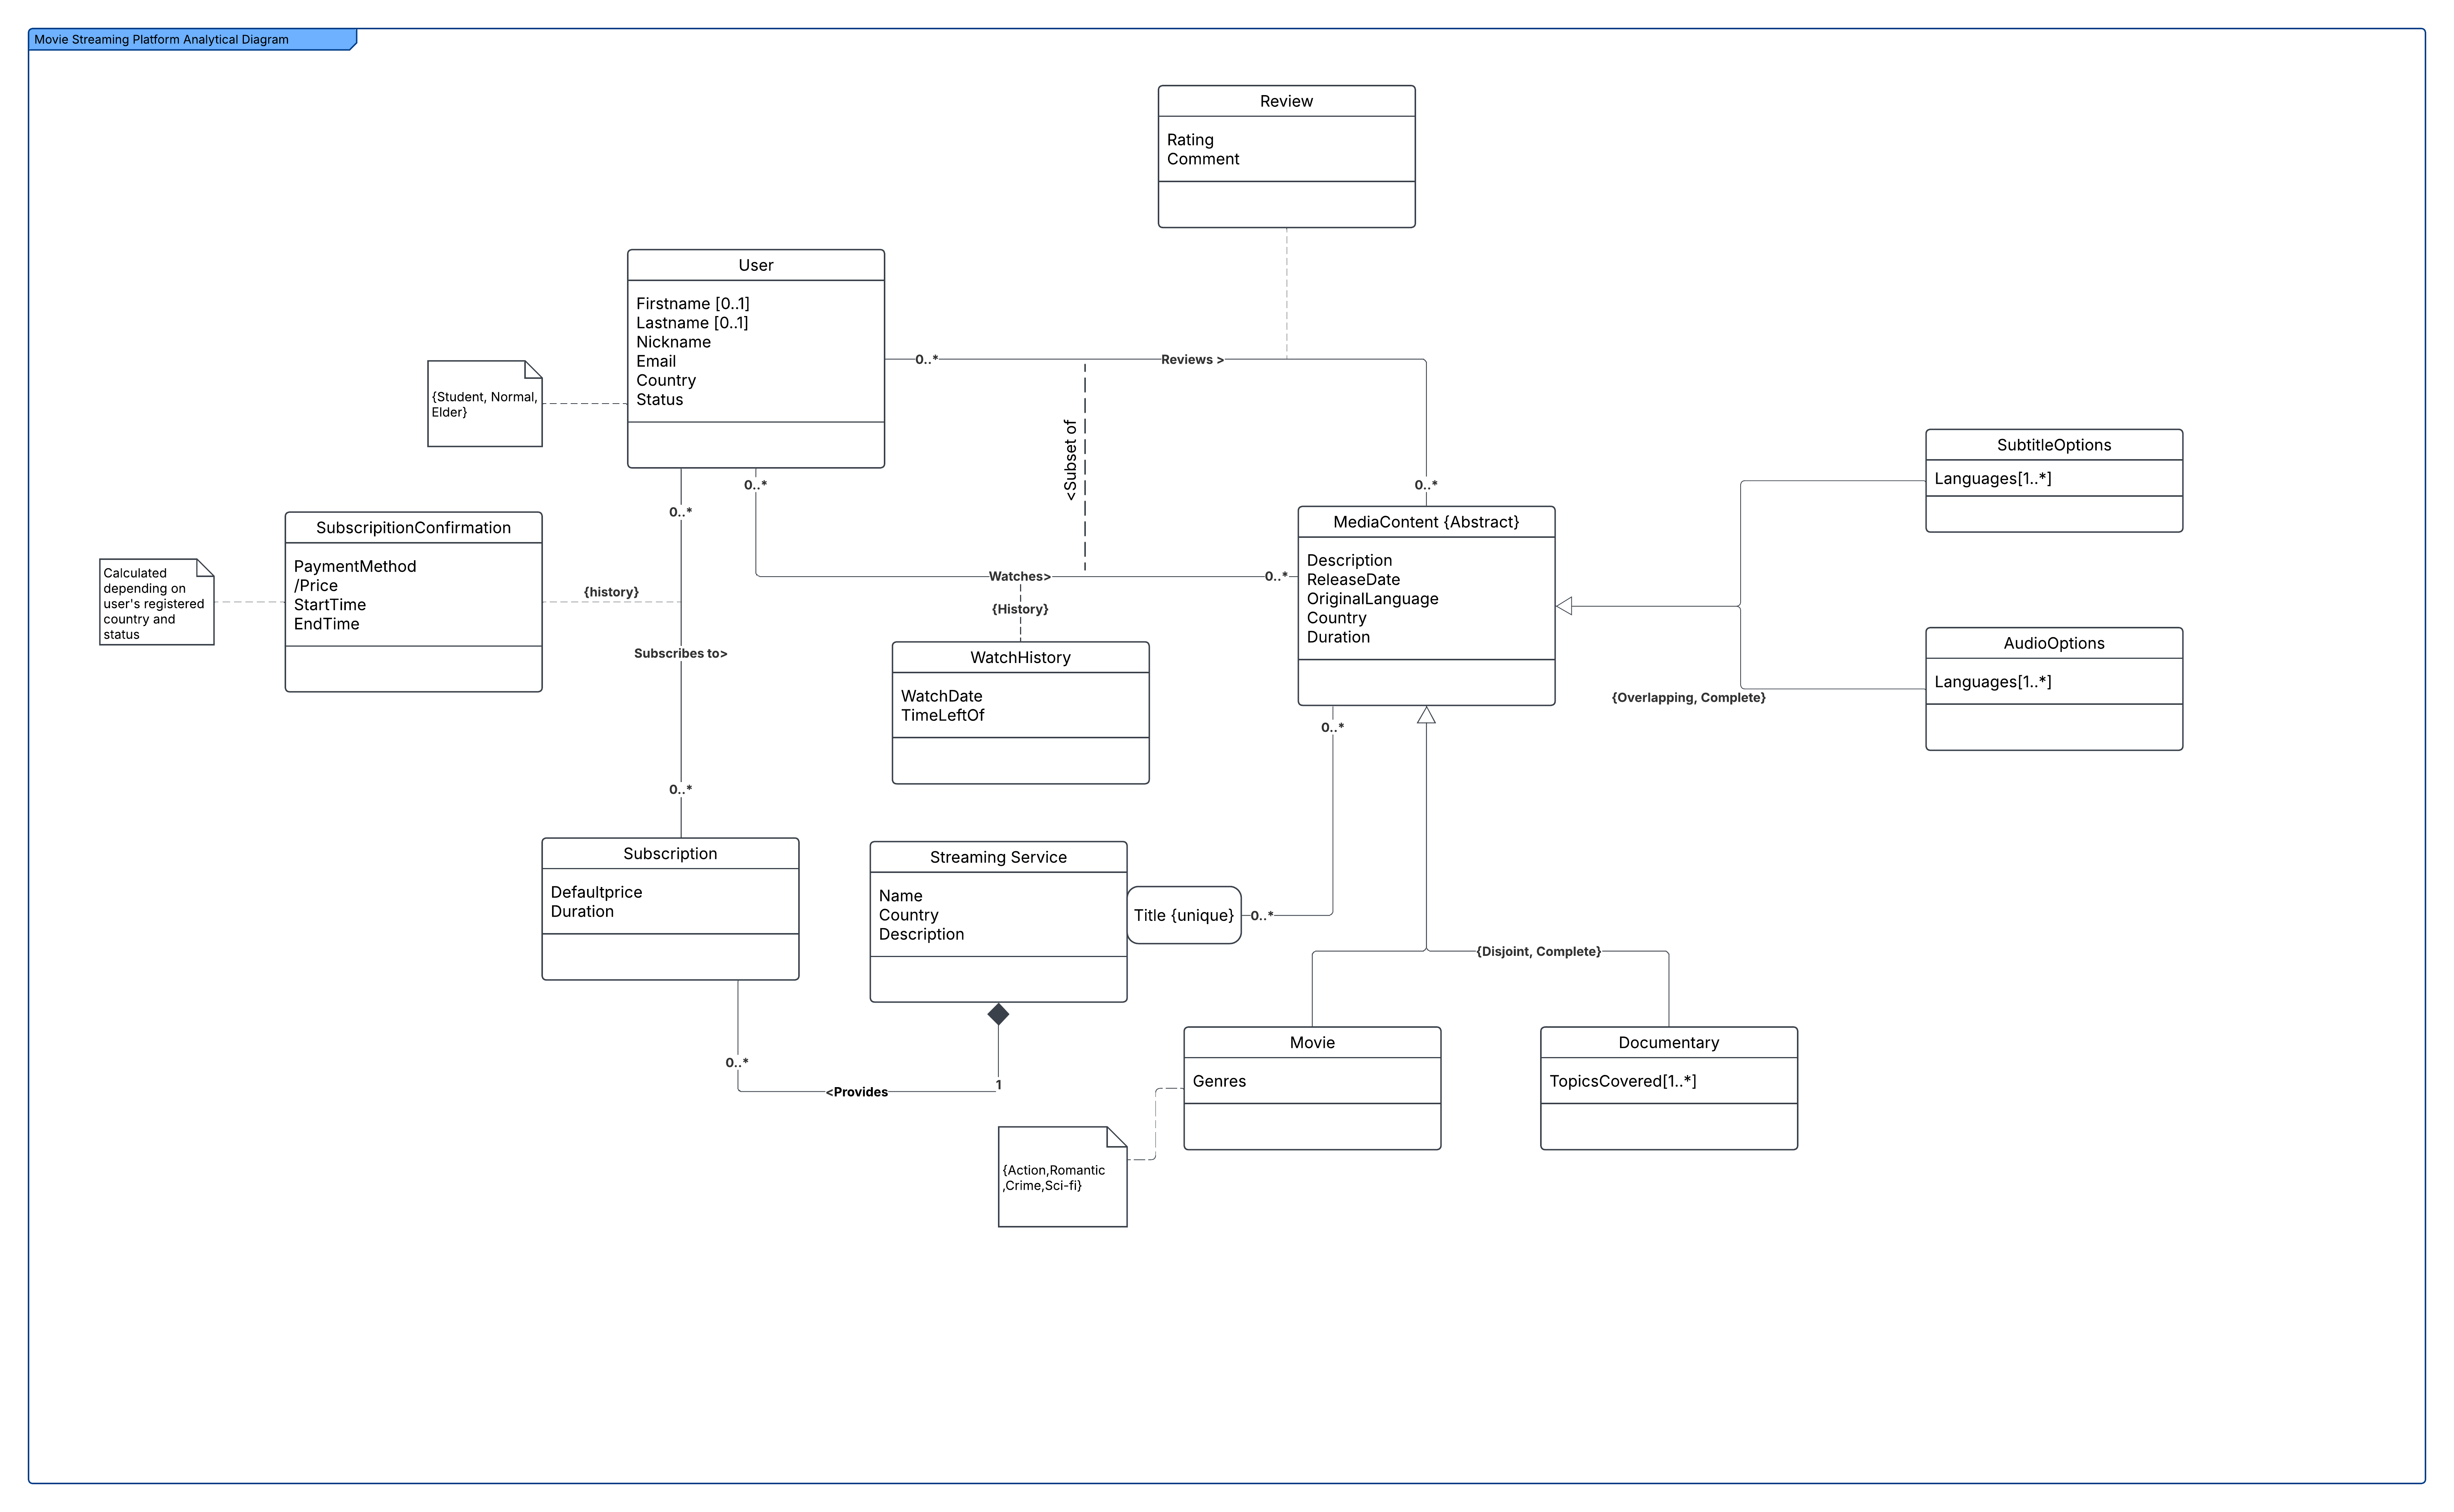 Movie Streaming Platform Analytical Diagram
Review
Rating
Comment
User
Firstname [0..1]
Lastname [0..1]
Nickname
Email
Country
Status
{Student, Normal,
Elder}
0..*
Reviews >
0..*
<Subset of
0..*
0..*
SubscripitionConfirmation
PaymentMethod
/Price
StartTime
EndTime
Calculated
depending on
user's registered
country and
status
{history}
Subscribes to>
0..*
Watches>
0..*
{History}
WatchHistory
WatchDate
TimeLeftOf
MediaContent {Abstract}
Description
ReleaseDate
OriginalLanguage
Country
Duration
SubtitleOptions
Languages[1..*]
AudioOptions
Languages[1..*]
{Overlapping, Complete}
0..*
Subscription
Defaultprice
Duration
Streaming Service
Name
Country
Description
Title {unique}
0..*
{Disjoint, Complete}
0..*
<Provides
1
Movie
Genres
Documentary
TopicsCovered[1..*]
{Action,Romantic
,Crime,Sci-fi}